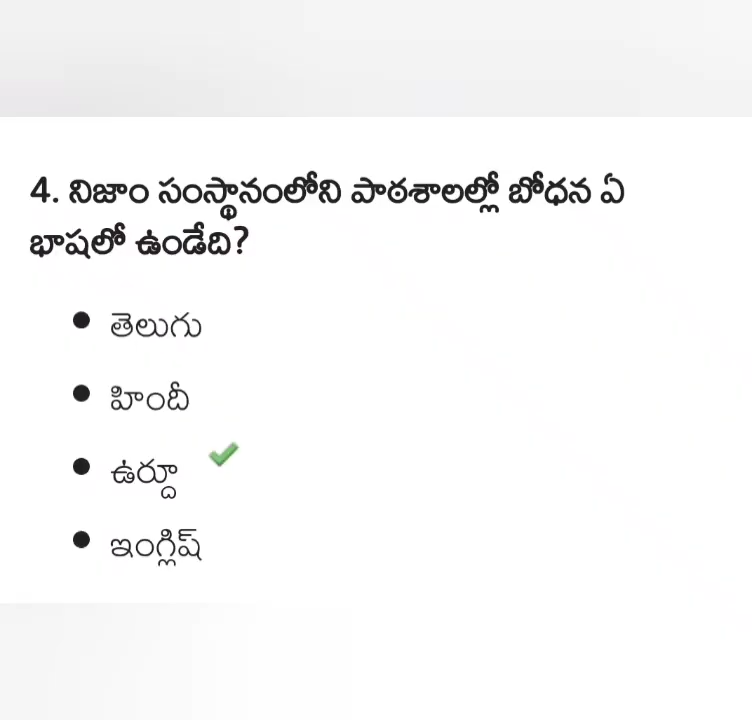 4. నిజాం సంస్థానంలోని పాఠశాలల్లో బోధన ఏ
భాషలో ఉండేది?
• తెలుగు
• హిందీ
• ఉర్దూ
• ఇంగ్లిష్